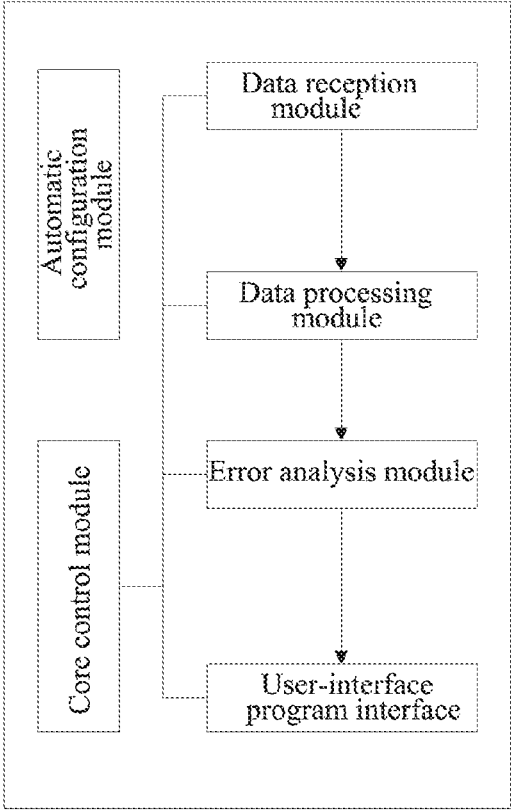 Automatic
configuration
module
Core control module
Data reception
module
Data processing
module
Error analysis module
User-interface
program interface